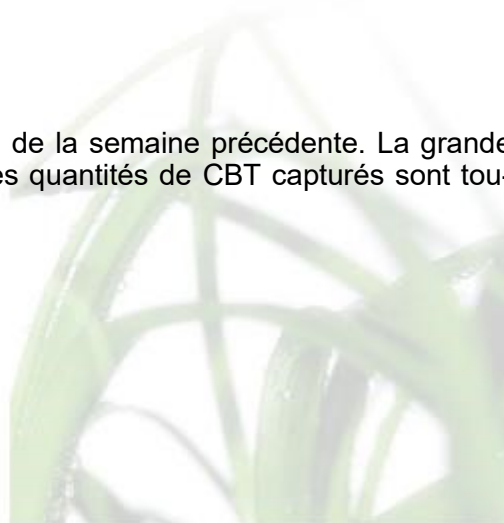 de la semaine précédente. La grande
es quantités de CBT capturés sont tou-